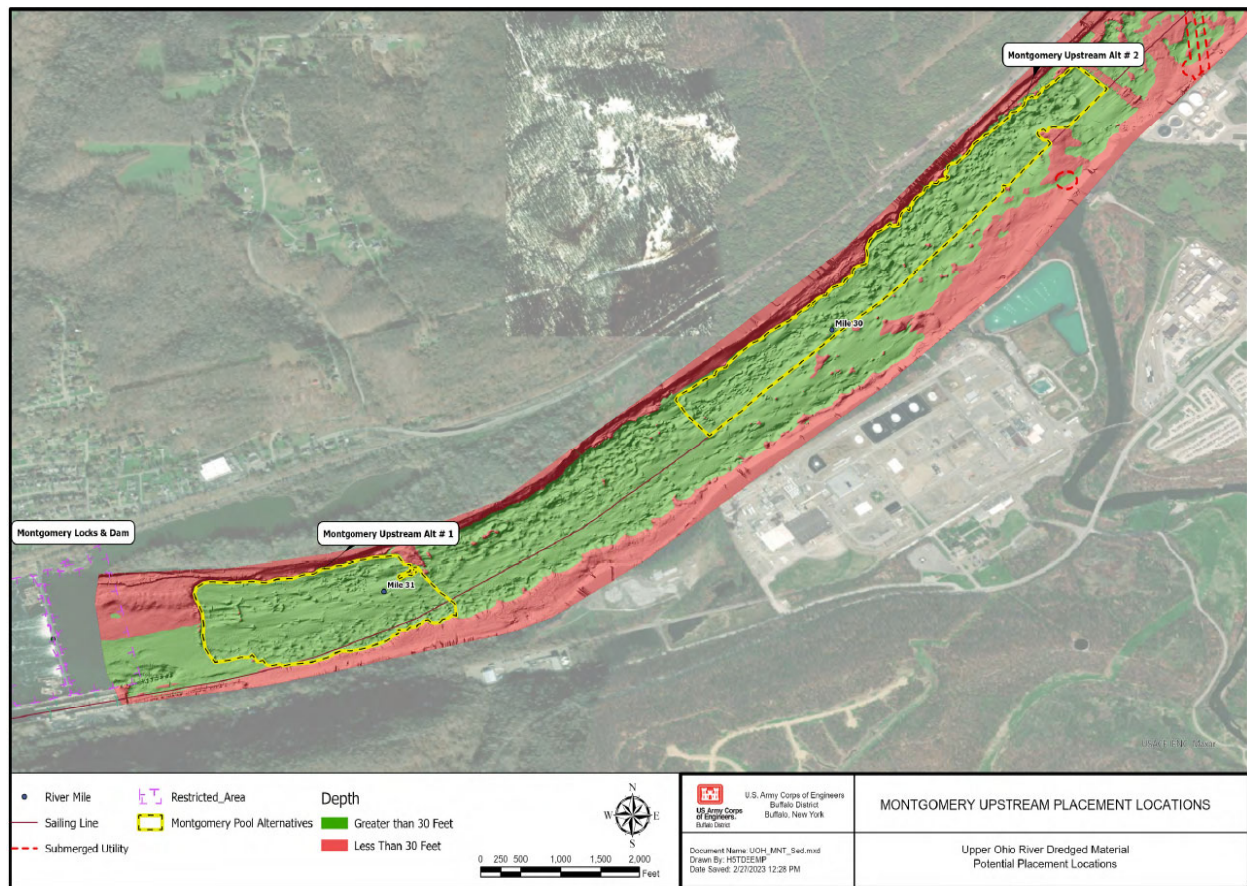 Montgomery Upstream Alt # 2
Mile 30
Montgomery Locks & Dam
Montgomery Upstream Alt # 1
Mile 31
River Mile
Sailing Line
Submerged Utility
Restricted_Area
Montgomery Pool Alternatives
Depth
Greater than 30 Feet
Less Than 30 Feet
N
W E
S
0 250 500 1,000 1,500 2,000
Feet
US Army Corps
of Engineers.
Buffalo District
U.S. Army Corps of Engineers
Buffalo District
Buffalo, New York
Document Name: UOH_MNT_Sed.mxd
Drawn By: H5TDEEMP
Date Saved: 2/27/2023 12:28 PM
MONTGOMERY UPSTREAM PLACEMENT LOCATIONS
Upper Ohio River Dredged Material
Potential Placement Locations